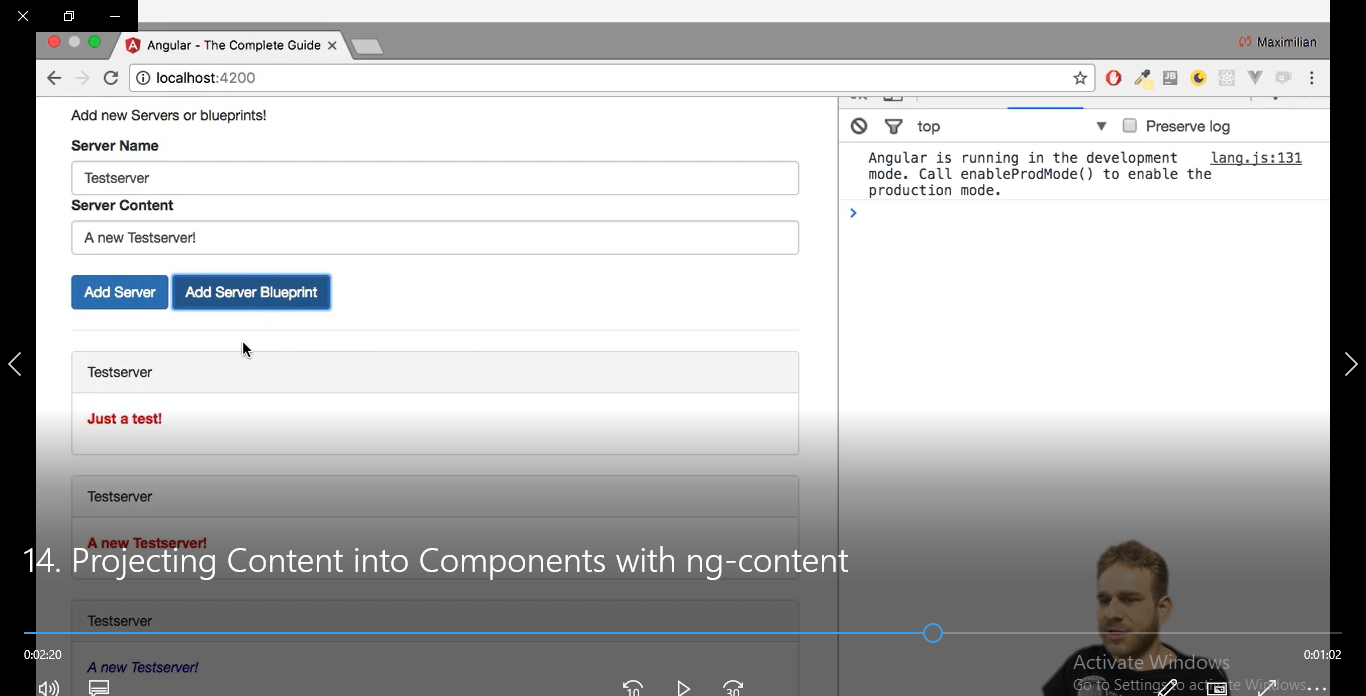 Angular - The Complete Guide
Maximilian
localhost:4200
Add new Servers or blueprints!
Server Name
Testserver
Server Content
A new Testserver!
Add Server
Add Server Blueprint
top
Preserve log
Angular is running in the development
lang.js:131
mode. Call enableProdMode() to enable the
production mode.
Testserver
Just a test!
Testserver
A new Testserver!
14. Projecting Content into Components with ng-content
Testserver
A new Testserver!
0:02:20
0:01:02
Activate Windows
Go to Settings to activate Windows.
10
30